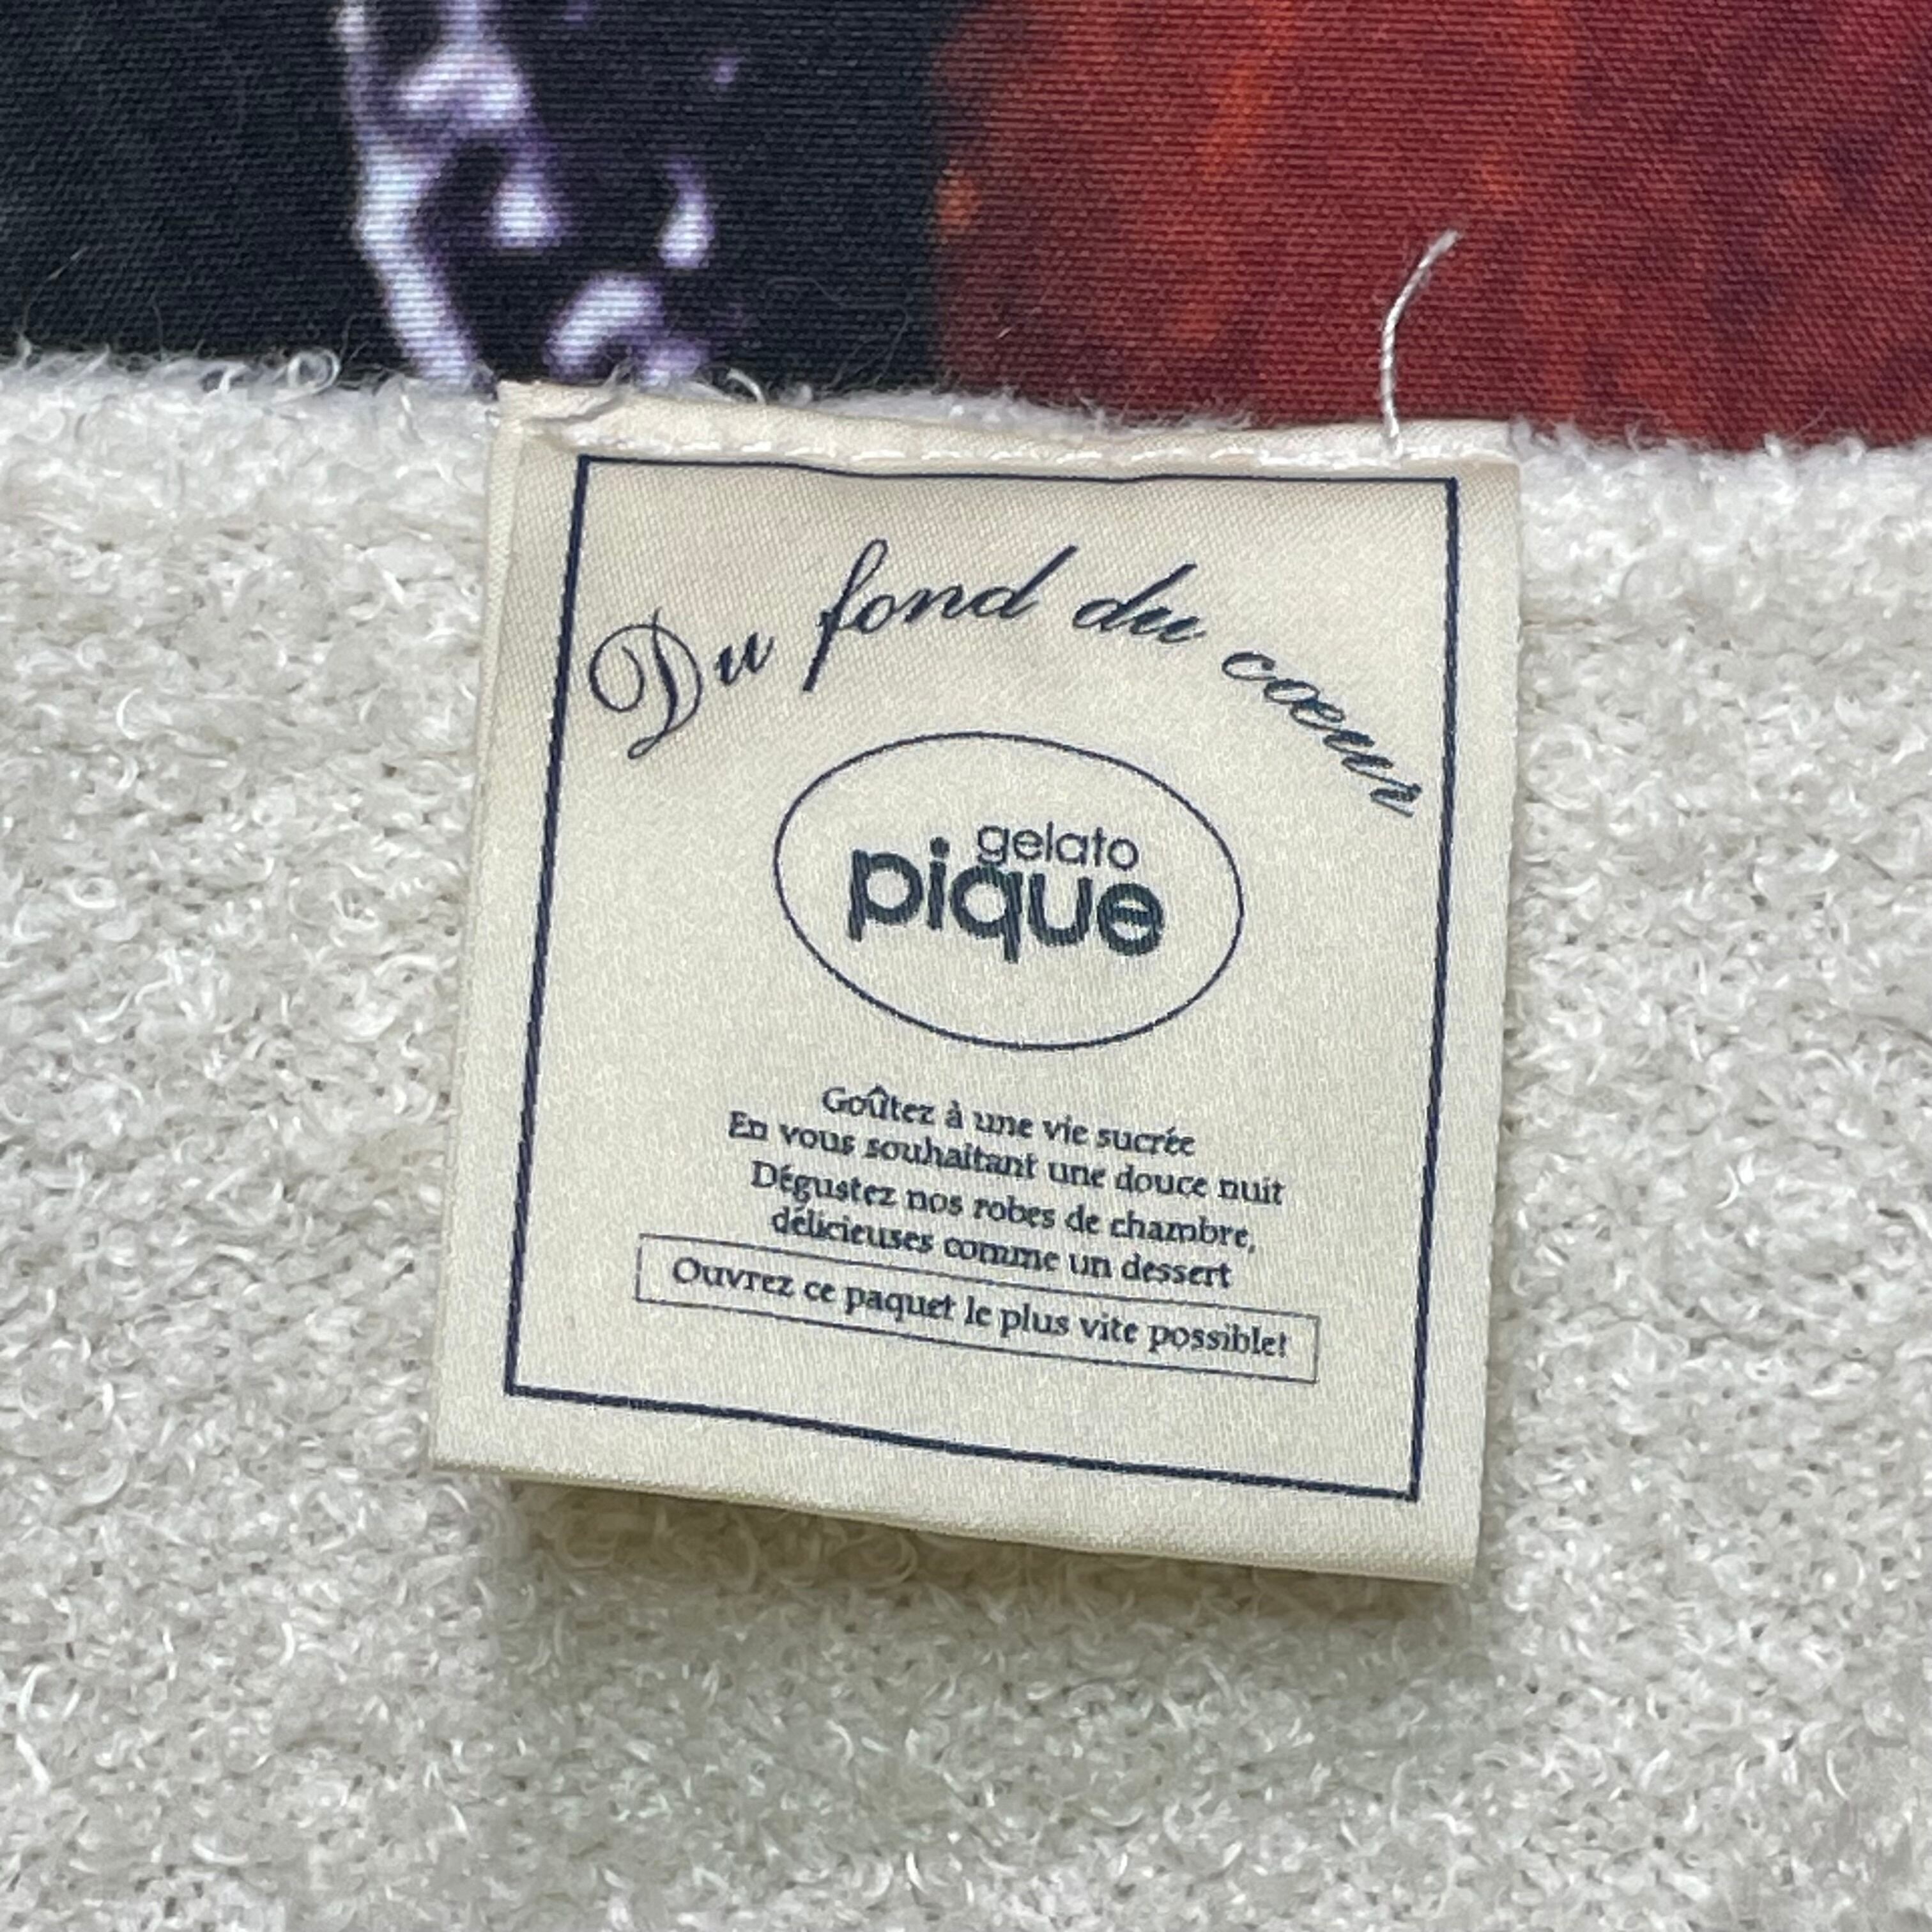 Du fond du cœur
gelato
pique
Goûtez à une vie sucrée
En vous souhaitant une douce nuit
Dégustez nos robes de chambre,
délicieuses comme un dessert
Ouvrez ce paquet le plus vite possible!